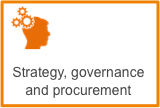 Strategy, governance
and procurement